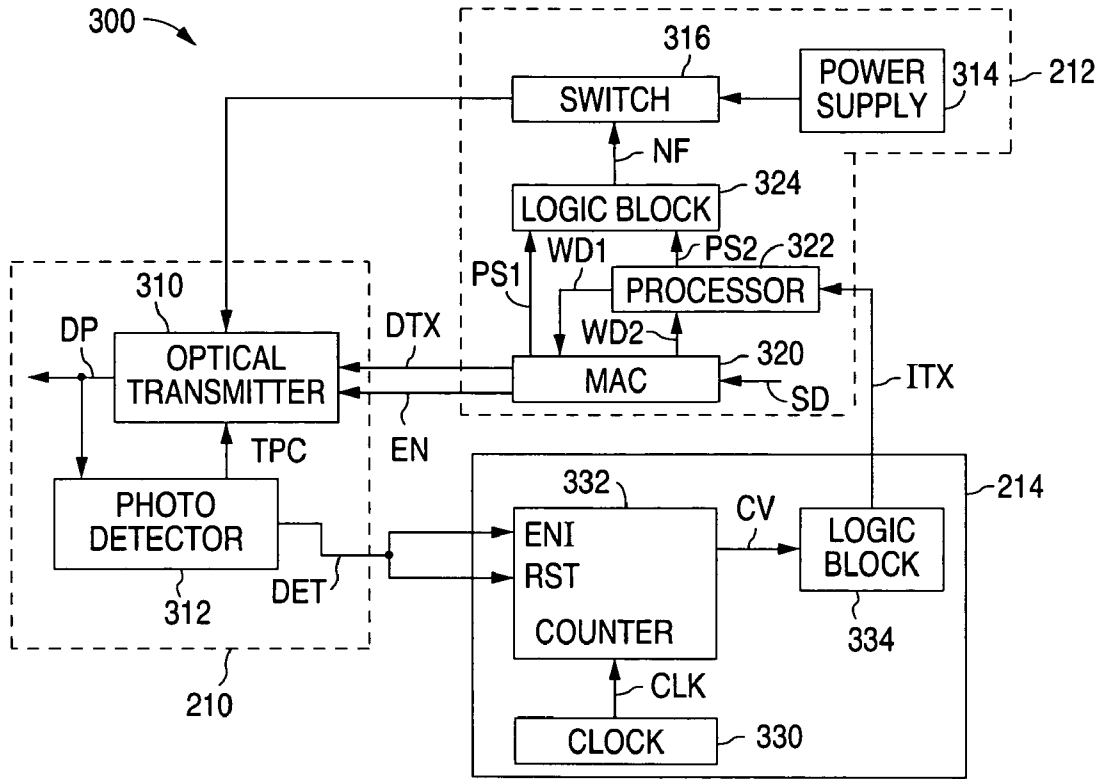 300
316
SWITCH
POWER
SUPPLY
314
212
NF
324
LOGIC BLOCK
PS1
WD1
PS2
322
PROCESSOR
WD2
310
DP
OPTICAL
TRANSMITTER
DTX
EN
320
MAC
SD
ITX
TPC
PHOTO
DETECTOR
312
DET
210
332
ENI
RST
COUNTER
CV
LOGIC
BLOCK
334
214
CLK
CLOCK
330